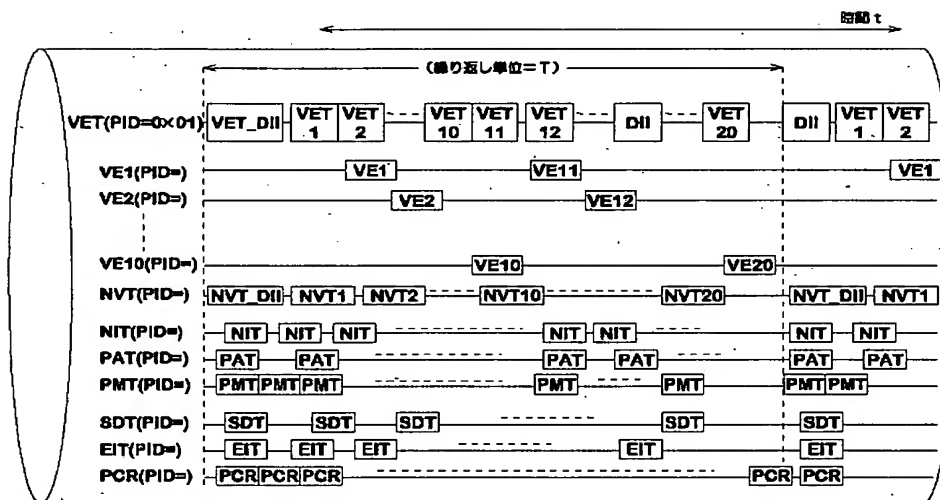 時間 t
(繰り返し単位=T)
VET(PID=0×01) VET_DII VET 1 VET 2 VET 10 VET 11 VET 12 DII VET 20 DII VET 1 VET 2
VE1(PID=) VE1 VE11 VE1
VE2(PID=) VE2 VE12
VE10(PID=) VE10 VE20
NVT(PID=) NVT_DII NVT1 NVT2 NVT10 NVT20 NVT_DII NVT1
NIT(PID=) NIT NIT NIT NIT NIT NIT NIT
PAT(PID=) PAT PAT PAT PAT PAT PAT
PMT(PID=) PMT PMT PMT PMT PMT PMT PMT
SDT(PID=) SDT SDT SDT SDT SDT
EIT(PID=) EIT EIT EIT EIT EIT
PCR(PID=) PCR PCR PCR PCR PCR